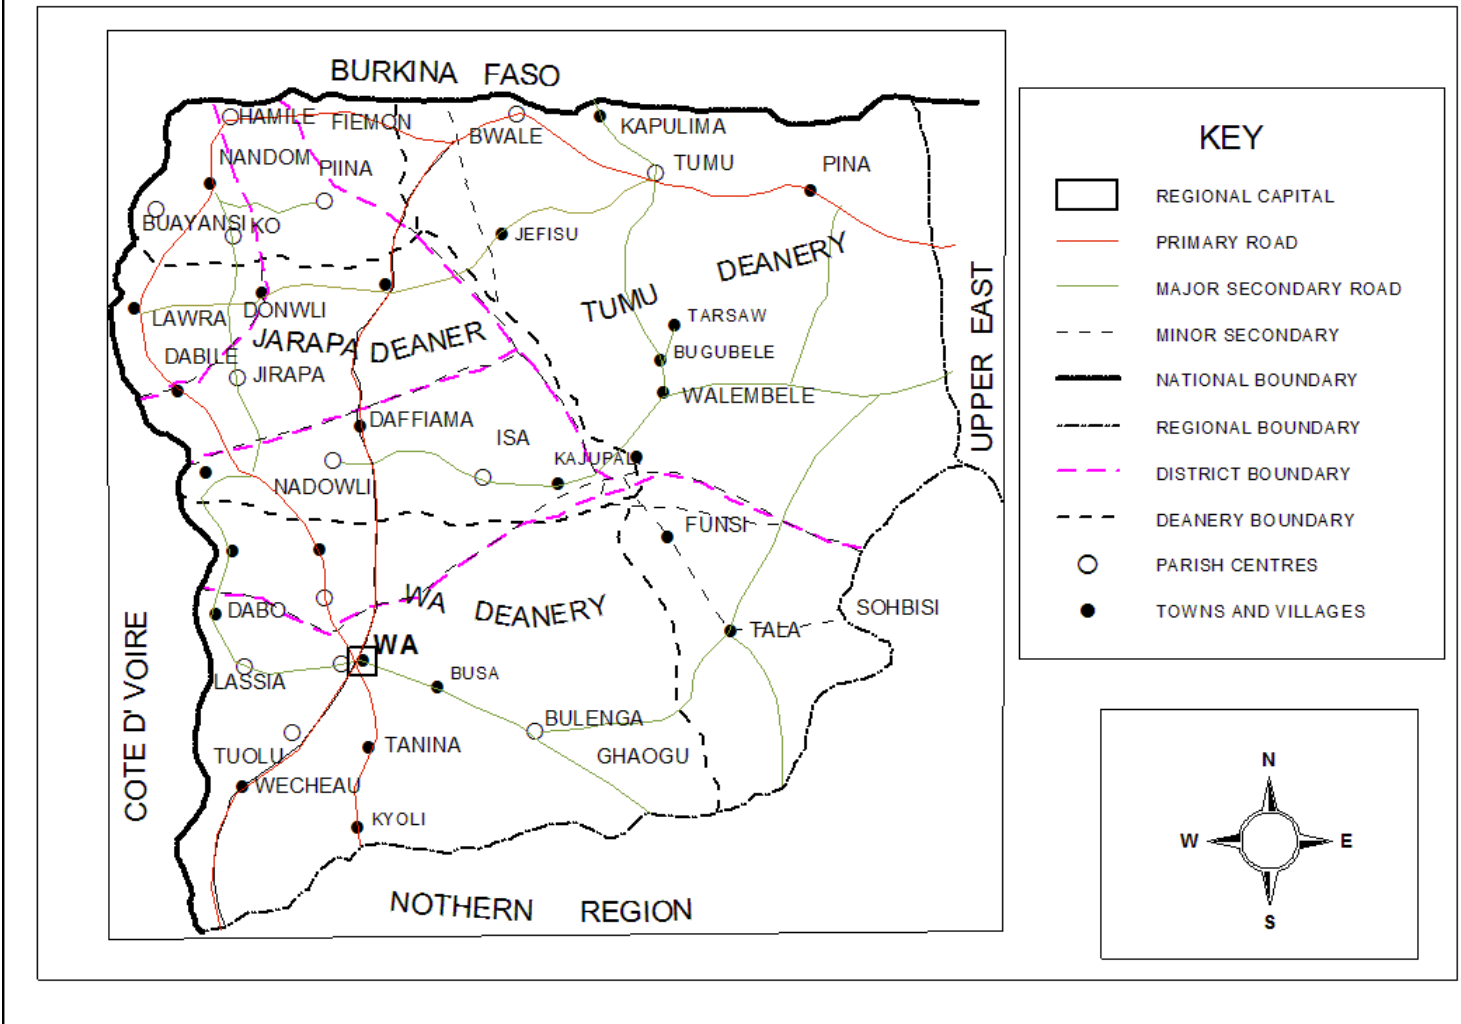 BURKINA FASO
HAMILE
FIEMON
BWALE
KAPULIMA
NANDOM
PIINA
TUMU
PINA
BUAYANSI
KO
JEFISU
DEANERY
TUMU
UPPER EAST
LAWRA
DONWLI
TARSAW
JARAPA DEANER
DABILE
JIRAPA
BUGUBELE
WALEMBELE
DAFFIAMA
ISA
KAJUPALI
NADOWLI
FUNSI
WA DEANERY
DABO
SOHBISI
TALA
COTE D' VOIRE
WA
LASSIA
BUSA
BULENGA
TUOLU
TANINA
GHAOGU
WECHEAU
KYOLI
NOTHERN REGION
KEY
REGIONAL CAPITAL
PRIMARY ROAD
MAJOR SECONDARY ROAD
MINOR SECONDARY
NATIONAL BOUNDARY
REGIONAL BOUNDARY
DISTRICT BOUNDARY
DEANERY BOUNDARY
PARISH CENTRES
TOWNS AND VILLAGES
N
W E
S